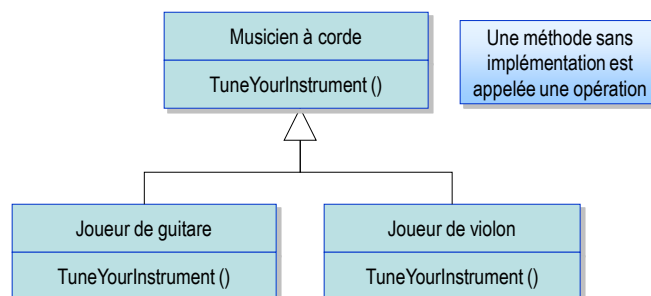 Musicien à corde
TuneYourInstrument ()
Une méthode sans
implémentation est
appelée une opération
Joueur de guitare
TuneYourInstrument ()
Joueur de violon
TuneYourInstrument ()